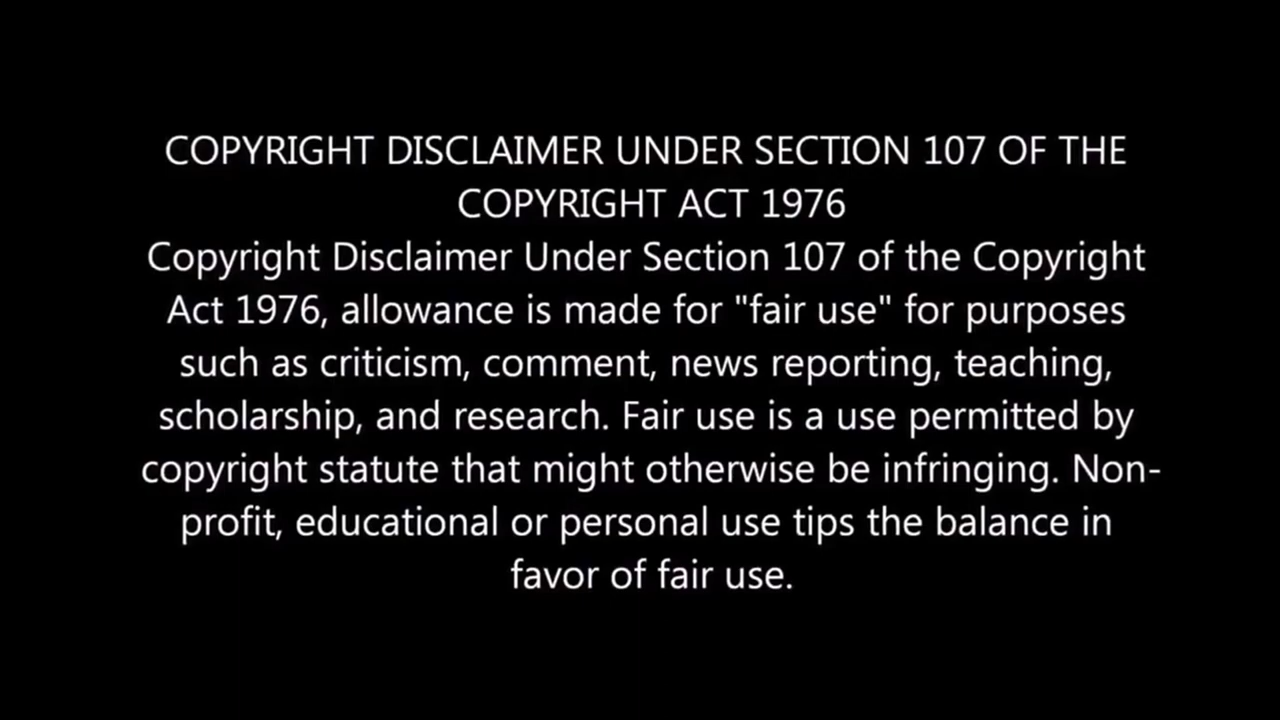 COPYRIGHT DISCLAIMER UNDER SECTION 107 OF THE
COPYRIGHT ACT 1976
Copyright Disclaimer Under Section 107 of the Copyright
Act 1976, allowance is made for "fair use" for purposes
such as criticism, comment, news reporting, teaching,
scholarship, and research. Fair use is a use permitted by
copyright statute that might otherwise be infringing. Non-
profit, educational or personal use tips the balance in
favor of fair use.